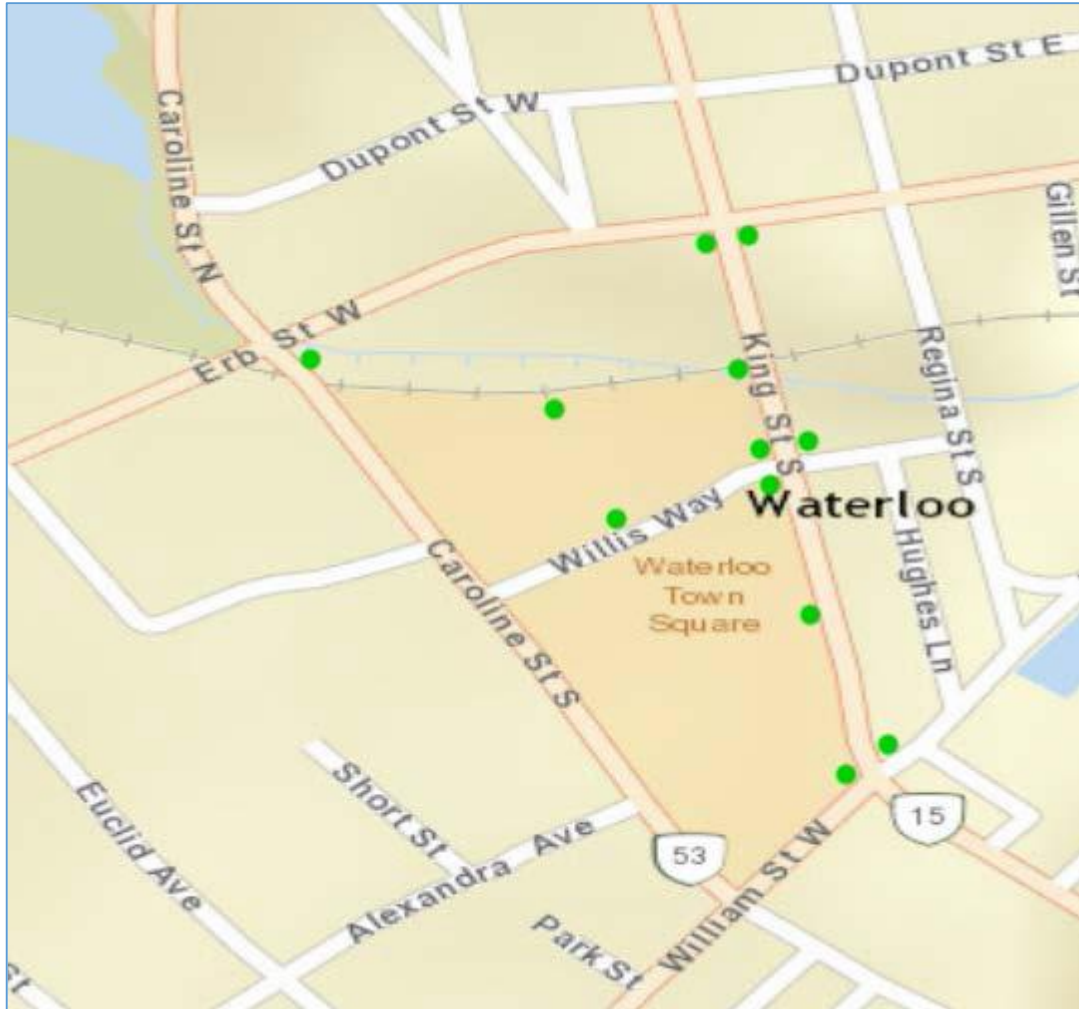 Dupont St E
Dupont St W
Caroline St N
Gillen St
Erb St W
King St S
Regina St S
Waterloo
Willis Way
Hughes Ln
Waterloo
Town
Square
Caroline St S
Short St
Euclid Ave
15
Alexandra Ave
53
William St W
Park St
St